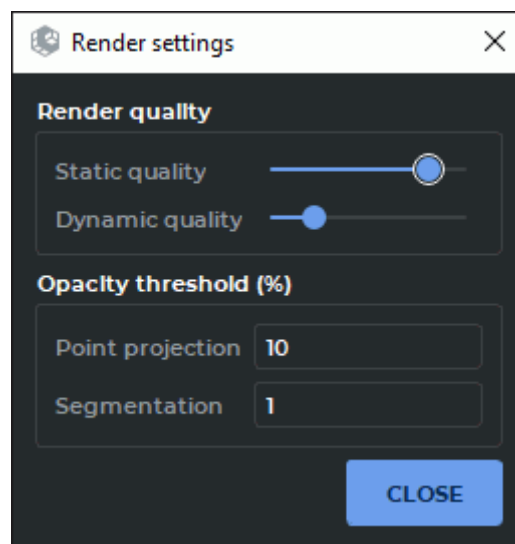 Render settings
Render quality
Static quality
Dynamic quality
Opacity threshold (%)
Point projection 10
Segmentation 1
CLOSE